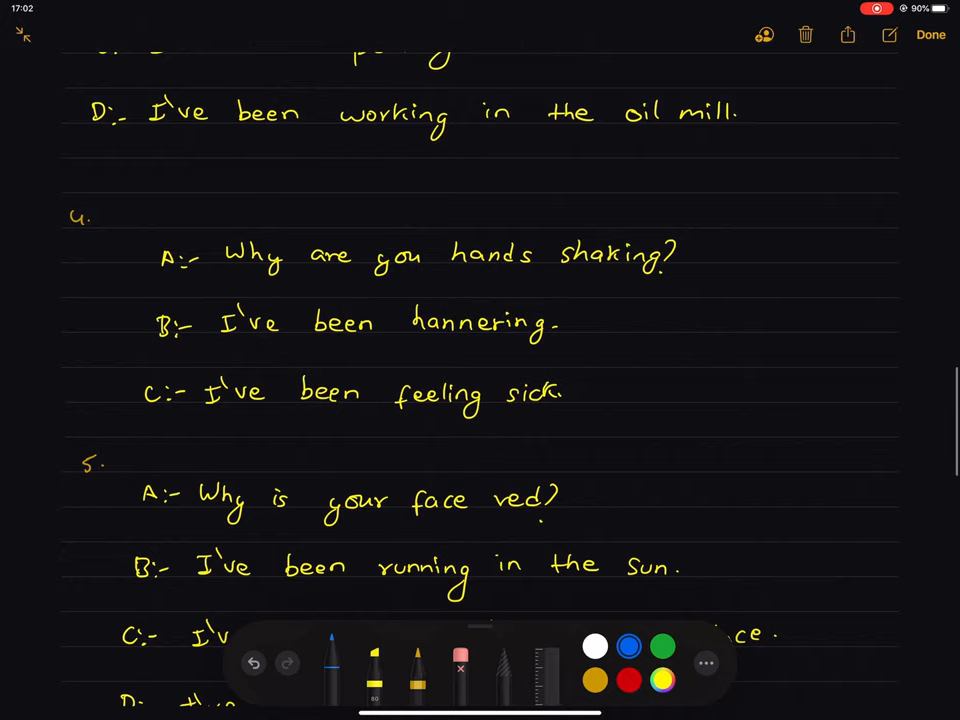 17:02
90%
Done
D:- I've been working in the oil mill.
4.
A:- Why are you hands shaking?
B:- I've been hannering.
C:- I've been feeling sick.
5.
A:- Why is your face red?
B:- I've been running in the sun.
C:- I'v
80